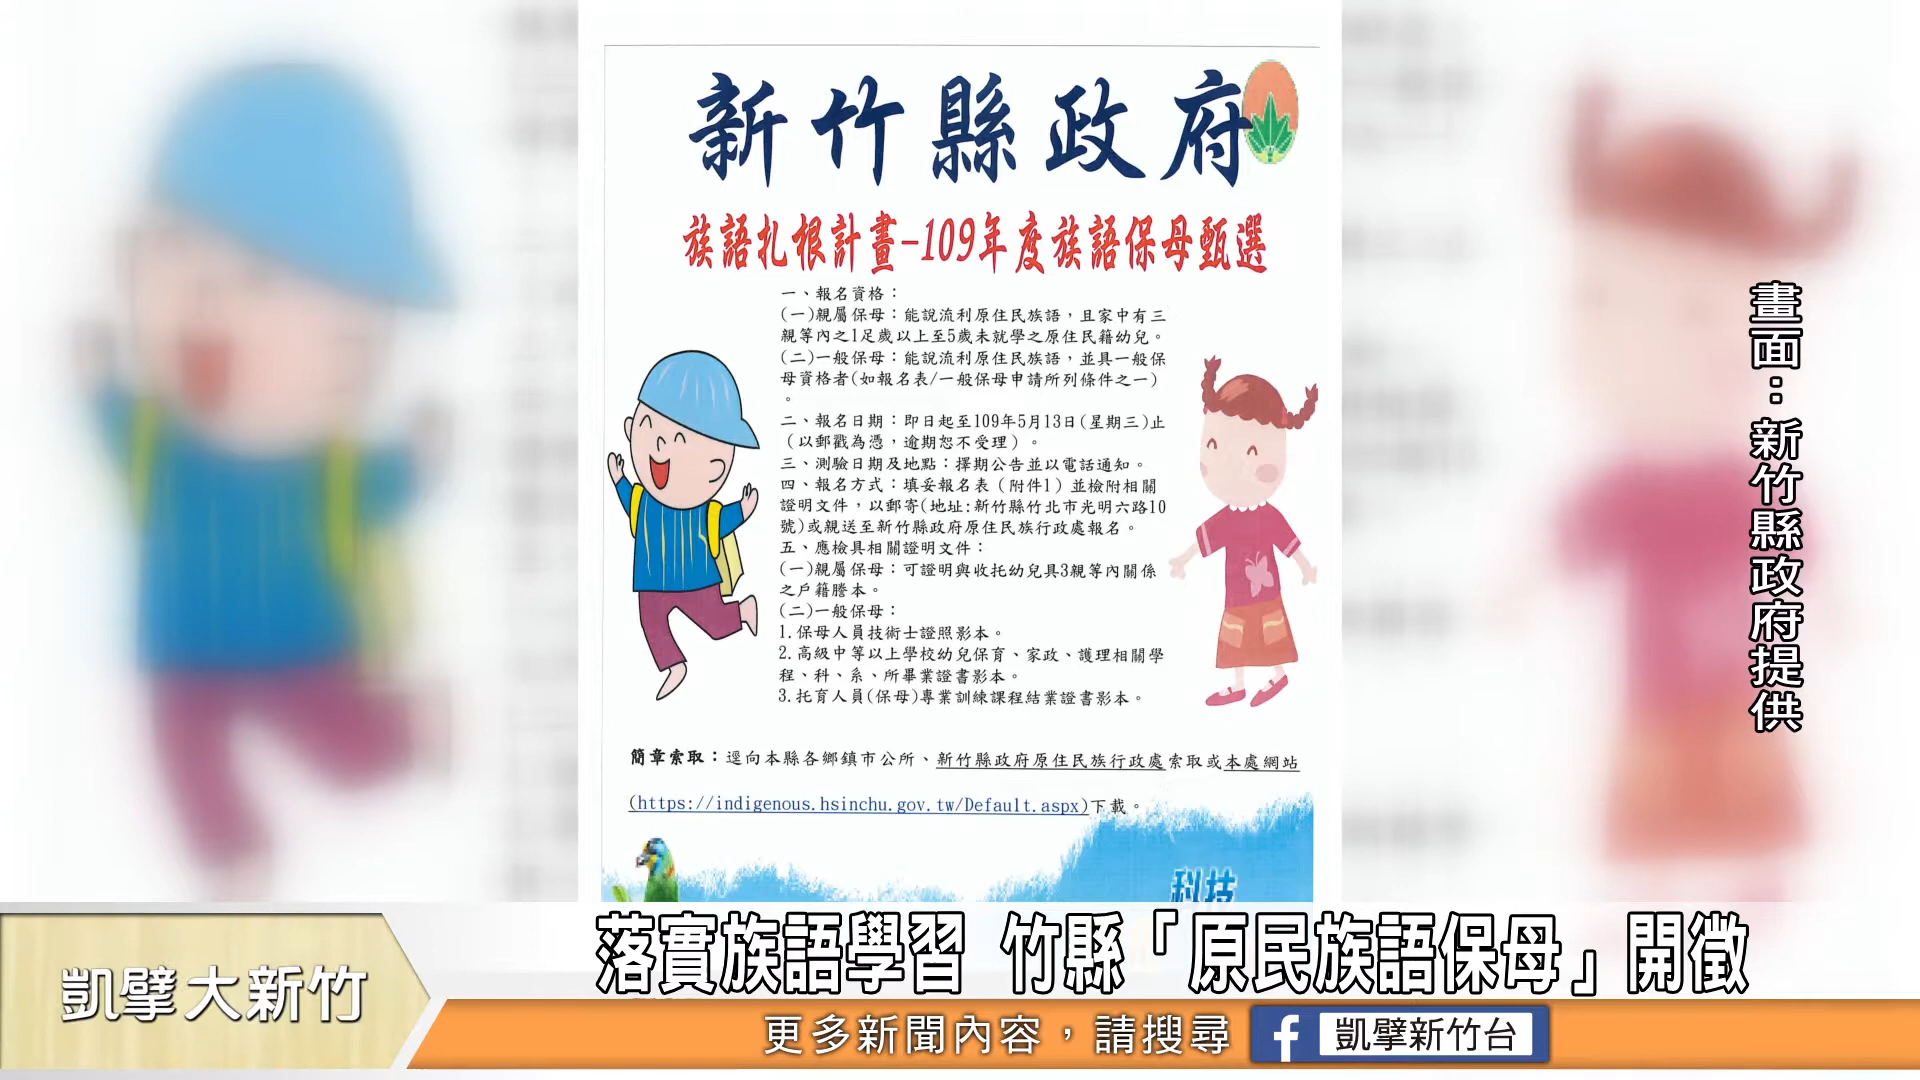 新竹縣政府
族語扎根計畫-109年度族語保母甄選
一、報名資格：
(一)親屬保母：能說流利原住民族語，且家中有三
親等內之1足歲以上至5歲未就學之原住民籍幼兒。
(二)一般保母：能說流利原住民族語，並具一般保
母資格者(如報名表/一般保母申請所列條件之一)
。
二、報名日期：即日起至109年5月13日(星期三)止
（以郵戳為憑，逾期恕不受理）。
三、測驗日期及地點：擇期公告並以電話通知。
四、報名方式：填妥報名表（附件1）並檢附相關
證明文件，以郵寄(地址:新竹縣竹北市光明六路10
號)或親送至新竹縣政府原住民族行政處報名。
五、應檢具相關證明文件：
(一)親屬保母：可證明與收托幼兒具3親等內關係
之戶籍謄本。
(二)一般保母：
1.保母人員技術士證照影本。
2.高級中等以上學校幼兒保育、家政、護理相關學
程、科、系、所畢業證書影本。
3.托育人員(保母)專業訓練課程結業證書影本。
簡章索取：逕向本縣各鄉鎮市公所、新竹縣政府原住民族行政處索取或本處網站
(https://indigenous.hsinchu.gov.tw/Default.aspx)下載。
科技
畫面：新竹縣政府提供
落實族語學習 竹縣「原民族語保母」開徵
凱擘大新竹
更多新聞內容，請搜尋 f 凱擘新竹台